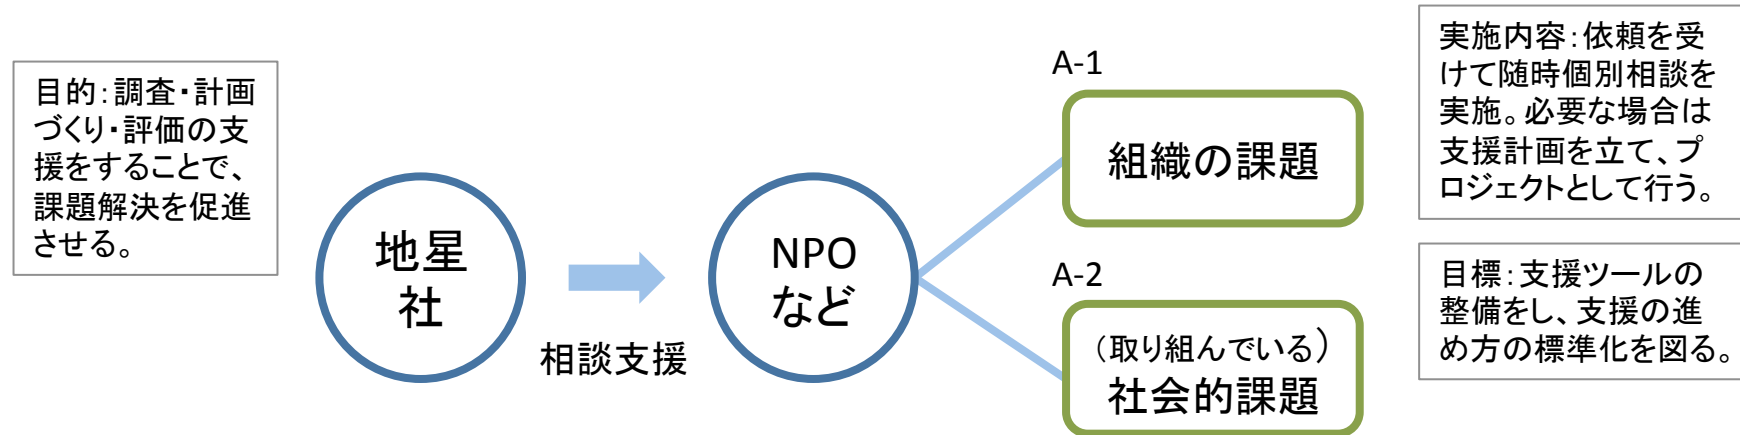 目的：調査・計画
づくり・評価の支
援をすることで、
課題解決を促進
させる。
地星
社
相談支援
NPO
など
A-1
組織の課題
A-2
（取り組んでいる）
社会的課題
実施内容：依頼を受
けて随時個別相談を
実施。必要な場合は
支援計画を立て、プ
ロジェクトとして行う。
目標：支援ツールの
整備をし、支援の進
め方の標準化を図る。